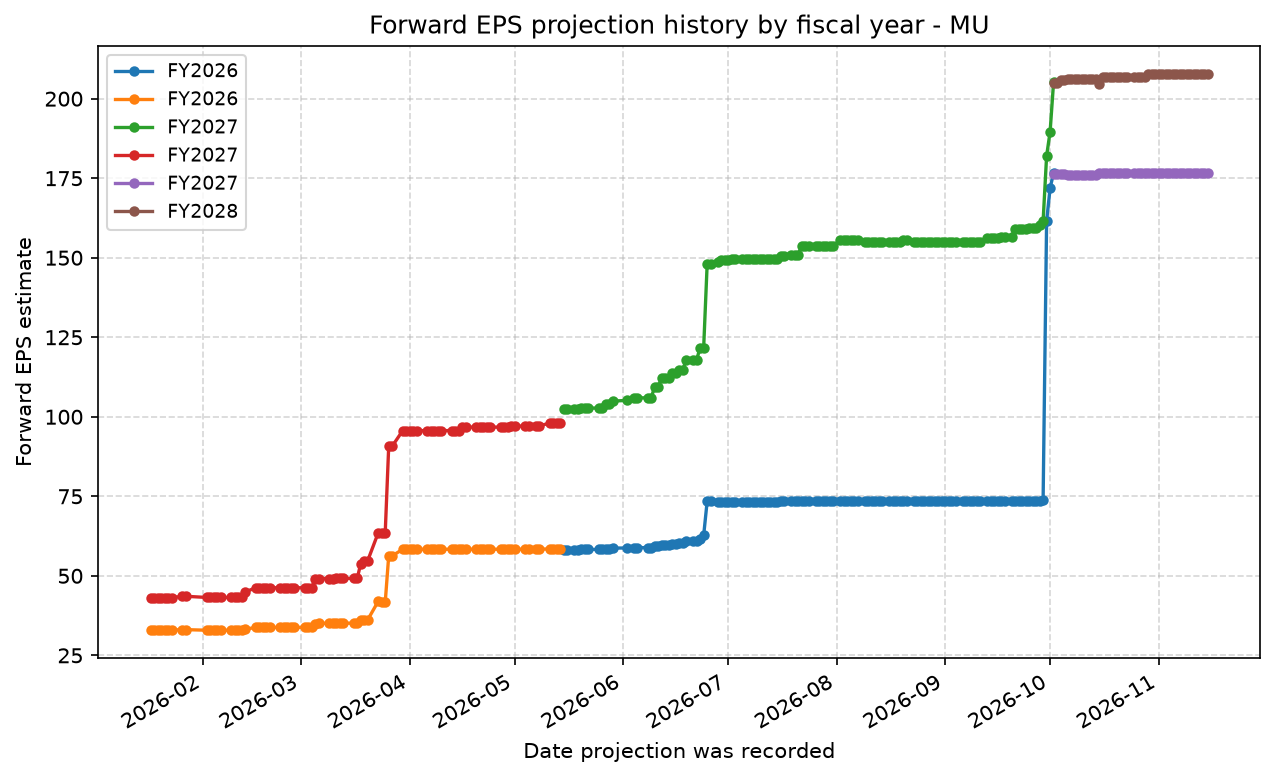 Forward EPS projection history by fiscal year - MU
FY2026
FY2026
FY2027
FY2027
FY2027
FY2028
Forward EPS estimate
200
175
150
125
100
75
50
25
2026-02
2026-03
2026-04
2026-05
2026-06
2026-07
2026-08
2026-09
2026-10
2026-11
Date projection was recorded